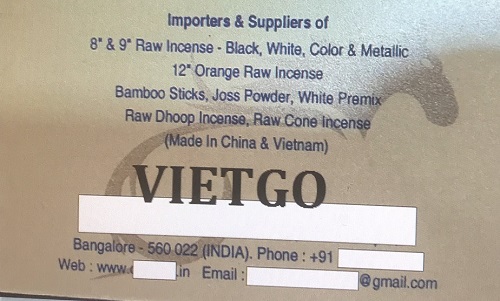 Importers & Suppliers of
8" & 9" Raw Incense - Black, White, Color & Metallic
12" Orange Raw Incense
Bamboo Sticks, Joss Powder, White Premix
Raw Dhoop Incense, Raw Cone Incense
(Made In China & Vietnam)
VIETGO
Bangalore - 560 022 (INDIA). Phone : +91
Web : www. .in Email : @gmail.com